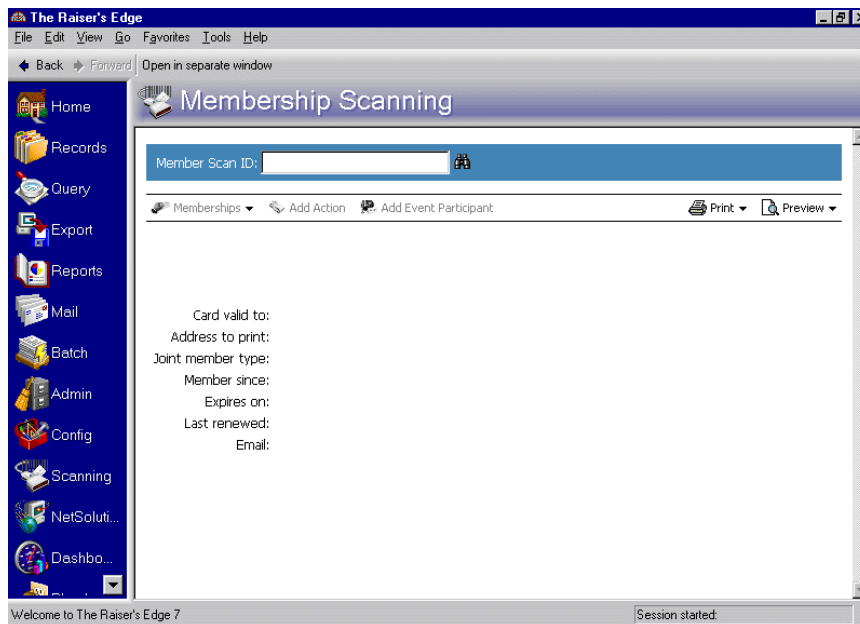 The Raiser's Edge
File Edit View Go Favorites Tools Help
Back Forward Open in separate window
Membership Scanning
Home
Records
Query
Export
Reports
Mail
Batch
Admin
Config
Scanning
NetSoluti...
Dashbo...
Member Scan ID:
Memberships Add Action Add Event Participant Print Preview
Card valid to:
Address to print:
Joint member type:
Member since:
Expires on:
Last renewed:
Email:
Welcome to The Raiser's Edge 7 Session started: